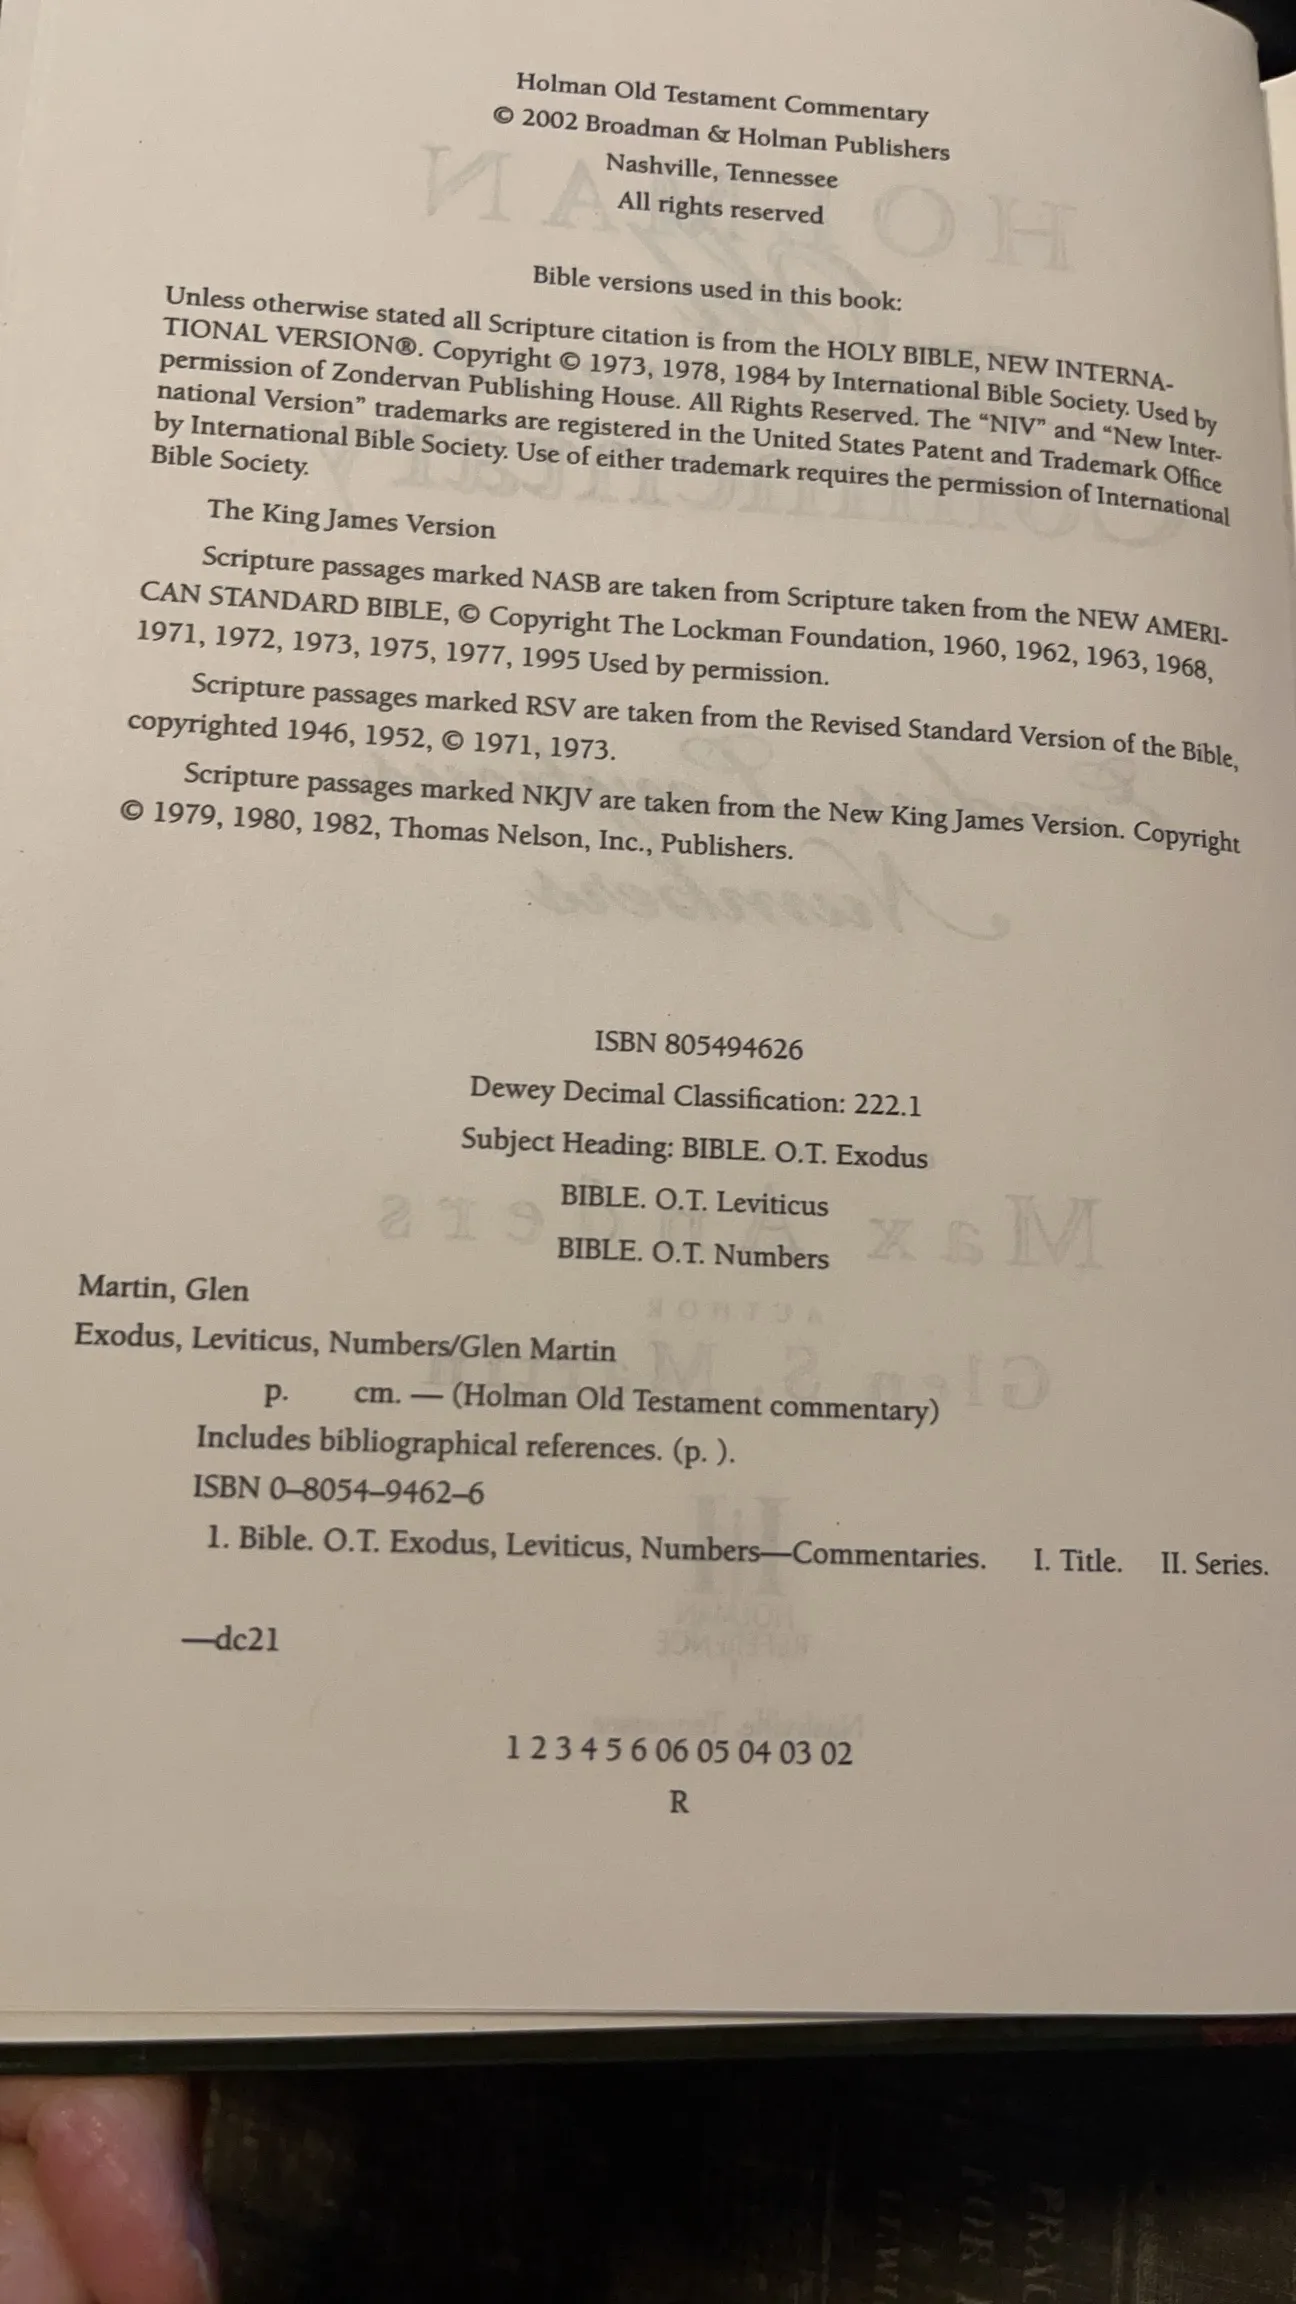 Holman Old Testament Commentary
© 2002 Broadman & Holman Publishers
Nashville, Tennessee
All rights reserved
Bible versions used in this book:
Unless otherwise stated all Scripture citation is from the HOLY BIBLE, NEW INTERNA-
TIONAL VERSION®. Copyright © 1973, 1978, 1984 by International Bible Society. Used by
permission of Zondervan Publishing House. All Rights Reserved. The “NIV” and “New Inter-
national Version” trademarks are registered in the United States Patent and Trademark Office
by International Bible Society. Use of either trademark requires the permission of International
Bible Society.
The King James Version
Scripture passages marked NASB are taken from Scripture taken from the NEW AMERI-
CAN STANDARD BIBLE, © Copyright The Lockman Foundation, 1960, 1962, 1963, 1968,
1971, 1972, 1973, 1975, 1977, 1995 Used by permission.
Scripture passages marked RSV are taken from the Revised Standard Version of the Bible,
copyrighted 1946, 1952, © 1971, 1973.
Scripture passages marked NKJV are taken from the New King James Version. Copyright
© 1979, 1980, 1982, Thomas Nelson, Inc., Publishers.
ISBN 805494626
Dewey Decimal Classification: 222.1
Subject Heading: BIBLE. O.T. Exodus
BIBLE. O.T. Leviticus
BIBLE. O.T. Numbers
Martin, Glen
Exodus, Leviticus, Numbers/Glen Martin
p. cm. — (Holman Old Testament commentary)
Includes bibliographical references. (p. ).
ISBN 0–8054–9462–6
1. Bible. O.T. Exodus, Leviticus, Numbers—Commentaries. I. Title. II. Series.
—dc21
1 2 3 4 5 6 06 05 04 03 02
R